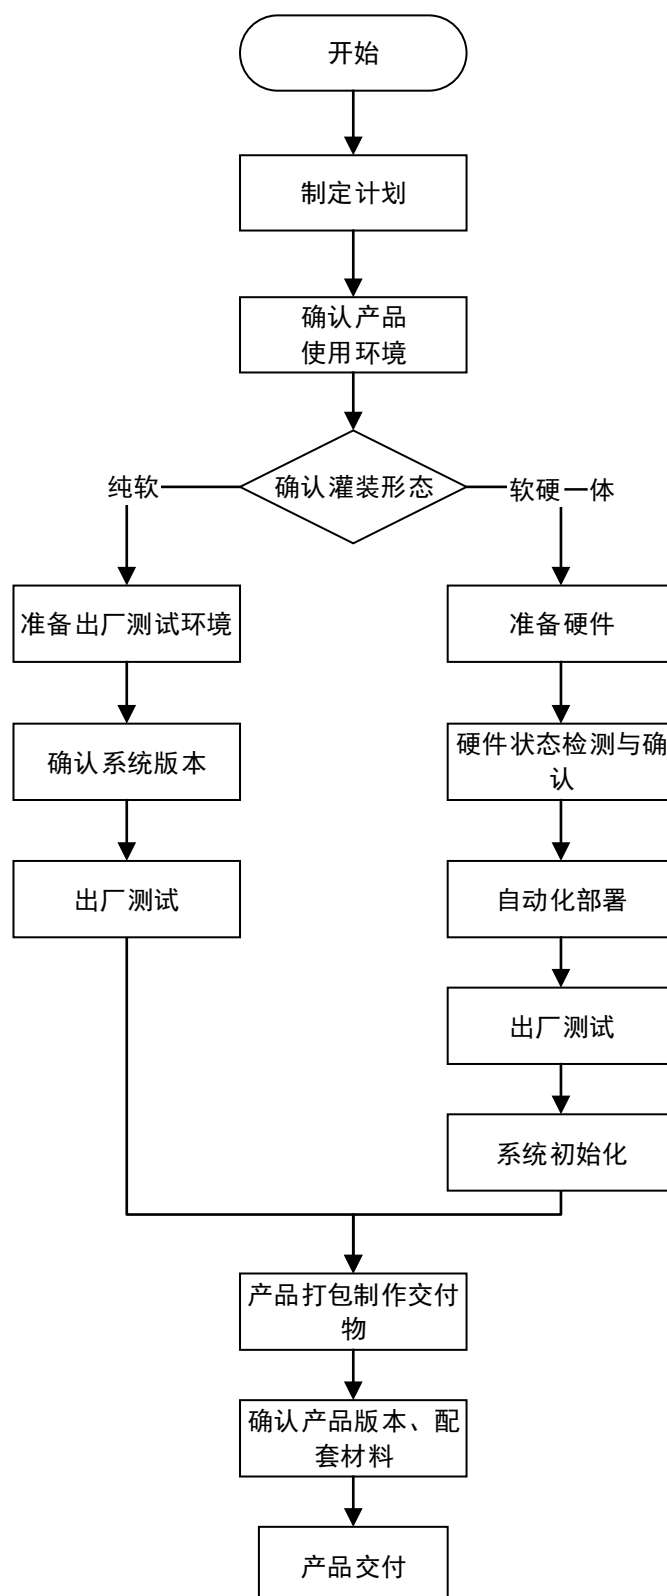 开始
制定计划
确认产品
使用环境
纯软
确认灌装形态
软硬一体
准备出厂测试环境
准备硬件
确认系统版本
硬件状态检测与确
认
出厂测试
自动化部署
出厂测试
系统初始化
产品打包制作交付
物
确认产品版本、配
套材料
产品交付